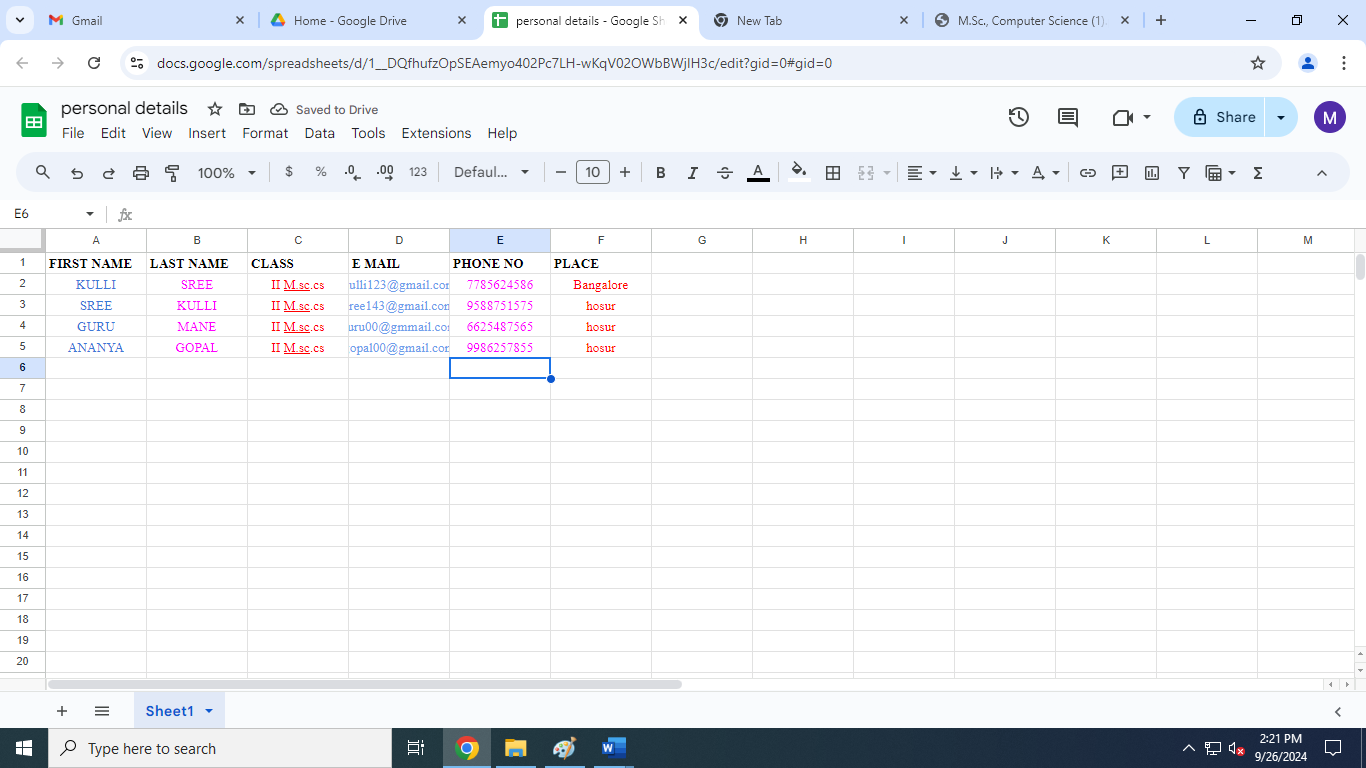 Gmail
Home - Google Drive
personal details - Google Sh
New Tab
M.Sc., Computer Science (1)
docs.google.com/spreadsheets/d/1__DQfhufzOpSEAemyo402Pc7LH-wKqV02OWbBWjIH3c/edit?gid=0#gid=0
personal details
Saved to Drive
File Edit View Insert Format Data Tools Extensions Help
Share
M
100% $ % .0 .00 123 Defaul... 10 B I A
E6
fx
A B C D E F G H I J K L M
1 FIRST NAME LAST NAME CLASS E MAIL PHONE NO PLACE
2 KULLI SREE II M.sc.cs ulli123@gmail.cor 7785624586 Bangalore
3 SREE KULLI II M.sc.cs ree143@gmail.con 9588751575 hosur
4 GURU MANE II M.sc.cs uru00@gmmail.co 6625487565 hosur
5 ANANYA GOPAL II M.sc.cs opal00@gmail.cor 9986257855 hosur
6
7
8
9
10
11
12
13
14
15
16
17
18
19
20
Sheet1
Type here to search
2:21 PM
9/26/2024